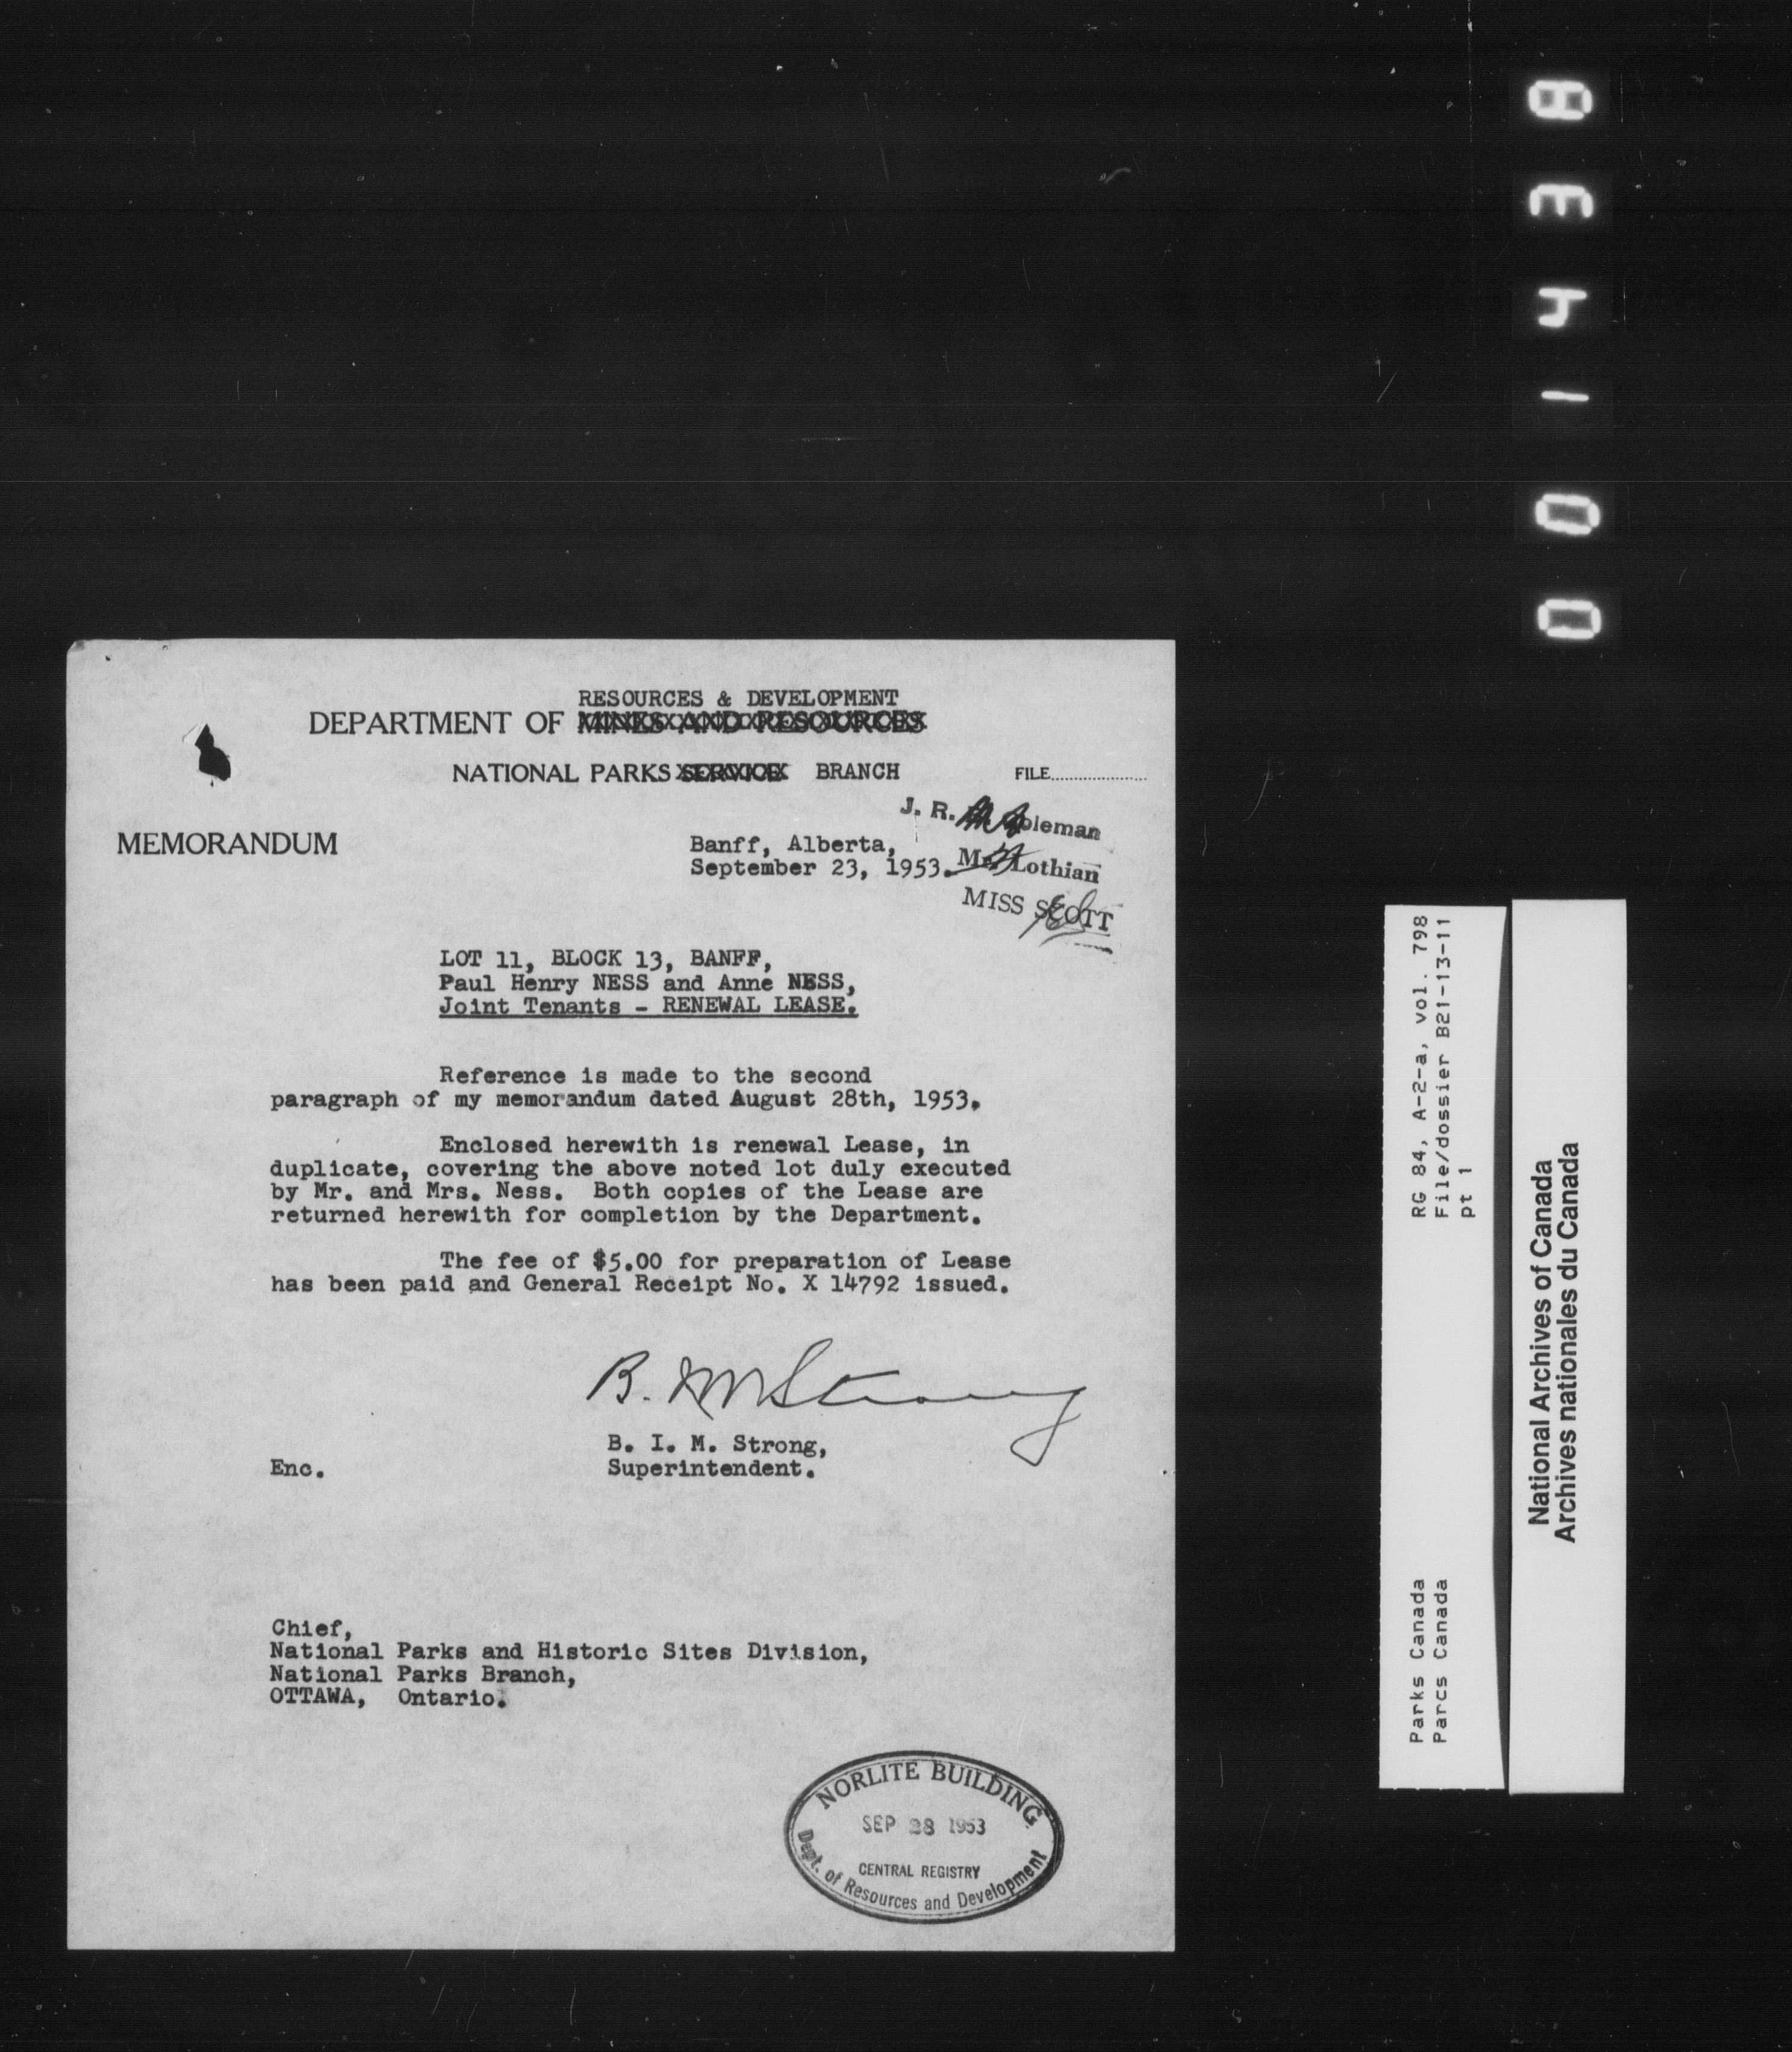 RESOURCES & DEVELOPMENT
DEPARTMENT OF MINES AND RESOURCES
NATIONAL PARKS SERVICE BRANCH FILE....................
J. R. B. Coleman
MEMORANDUM
Banff, Alberta,
September 23, 1953.
Mr. Lothian
MISS SCOTT
LOT 11, BLOCK 13, BANFF,
Paul Henry NESS and Anne NESS,
Joint Tenants - RENEWAL LEASE.
Reference is made to the second
paragraph of my memorandum dated August 28th, 1953.
Enclosed herewith is renewal Lease, in
duplicate, covering the above noted lot duly executed
by Mr. and Mrs. Ness. Both copies of the Lease are
returned herewith for completion by the Department.
The fee of $5.00 for preparation of Lease
has been paid and General Receipt No. X 14792 issued.
B. I M Strong
B. I. M. Strong,
Enc. Superintendent.
Chief,
National Parks and Historic Sites Division,
National Parks Branch,
OTTAWA, Ontario.
NORLITE BUILDING
SEP 28 1953
CENTRAL REGISTRY
Dept. of Resources and Development
001438
RG 84, A-2-a, vol. 798
File/dossier B21-13-11
pt 1
Parks Canada
Parcs Canada
National Archives of Canada
Archives nationales du Canada